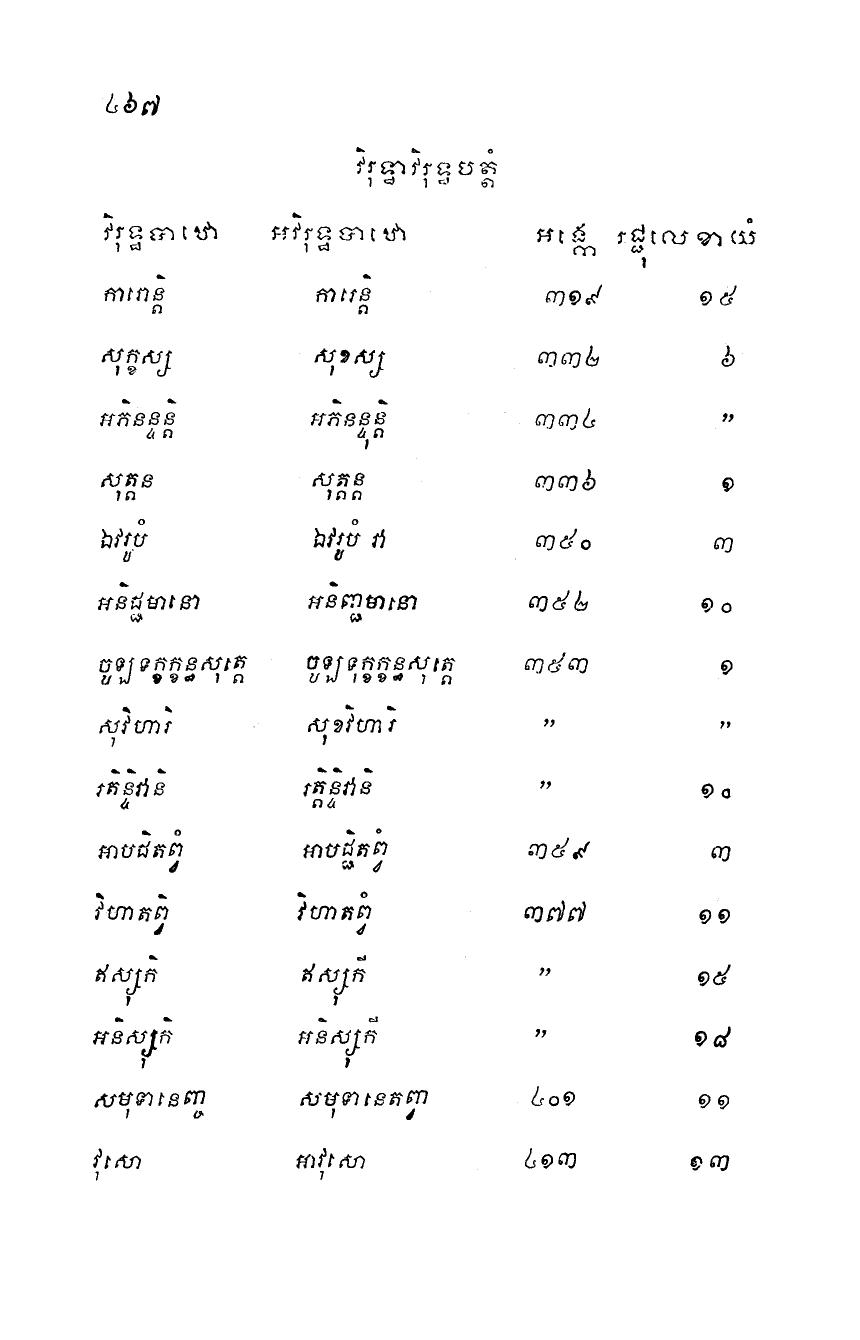 ៤៦៧
វិរុទ្ធាវិរុទ្ធបត្តំ
វិរុទ្ធបាឋោ អវិរុទ្ធបាឋោ អង្កេ រជ្ជុលេខាយំ
ការោន្តិ ការេន្តិ ៣១៩ ១៥
សុក្ខស្ស សុខស្ស ៣៣២ ៦
អភិនន្ទន្តិ អភិនន្ទុន្តិ ៣៣៤ ”
សុត្តន សុត្តន្ត ៣៣៦ ១
ឯវរូបំ ឯវរូបំ វា ៣៥០ ៣
អនិជ្ឈមានោ អនិញ្ជមានោ ៣៥២ ១០
ចូឡទក្ខក្ខន្ធសុត្តេ ចូឡទុក្ខក្ខន្ធសុត្តេ ៣៥៣ ១
សុវិហារិ សុខវិហារិ ” ”
រតិន្ទិវានិ រត្តិន្ទិវានិ ” ១០
អាបជិតព្វំ អាបជ្ជិតព្វំ ៣៥៩ ៣
វិហាតព្វិ វិហាតព្វំ ៣៧៧ ១១
ឥស្សុកិ ឥស្សុកី ” ១៥
អនិស្សុកិ អនិស្សុកី ” ១៨
សមុទានេញ្ច សមុទានេតព្វា ៤០១ ១១
វុសោ អាវុសោ ៤១៣ ១៣